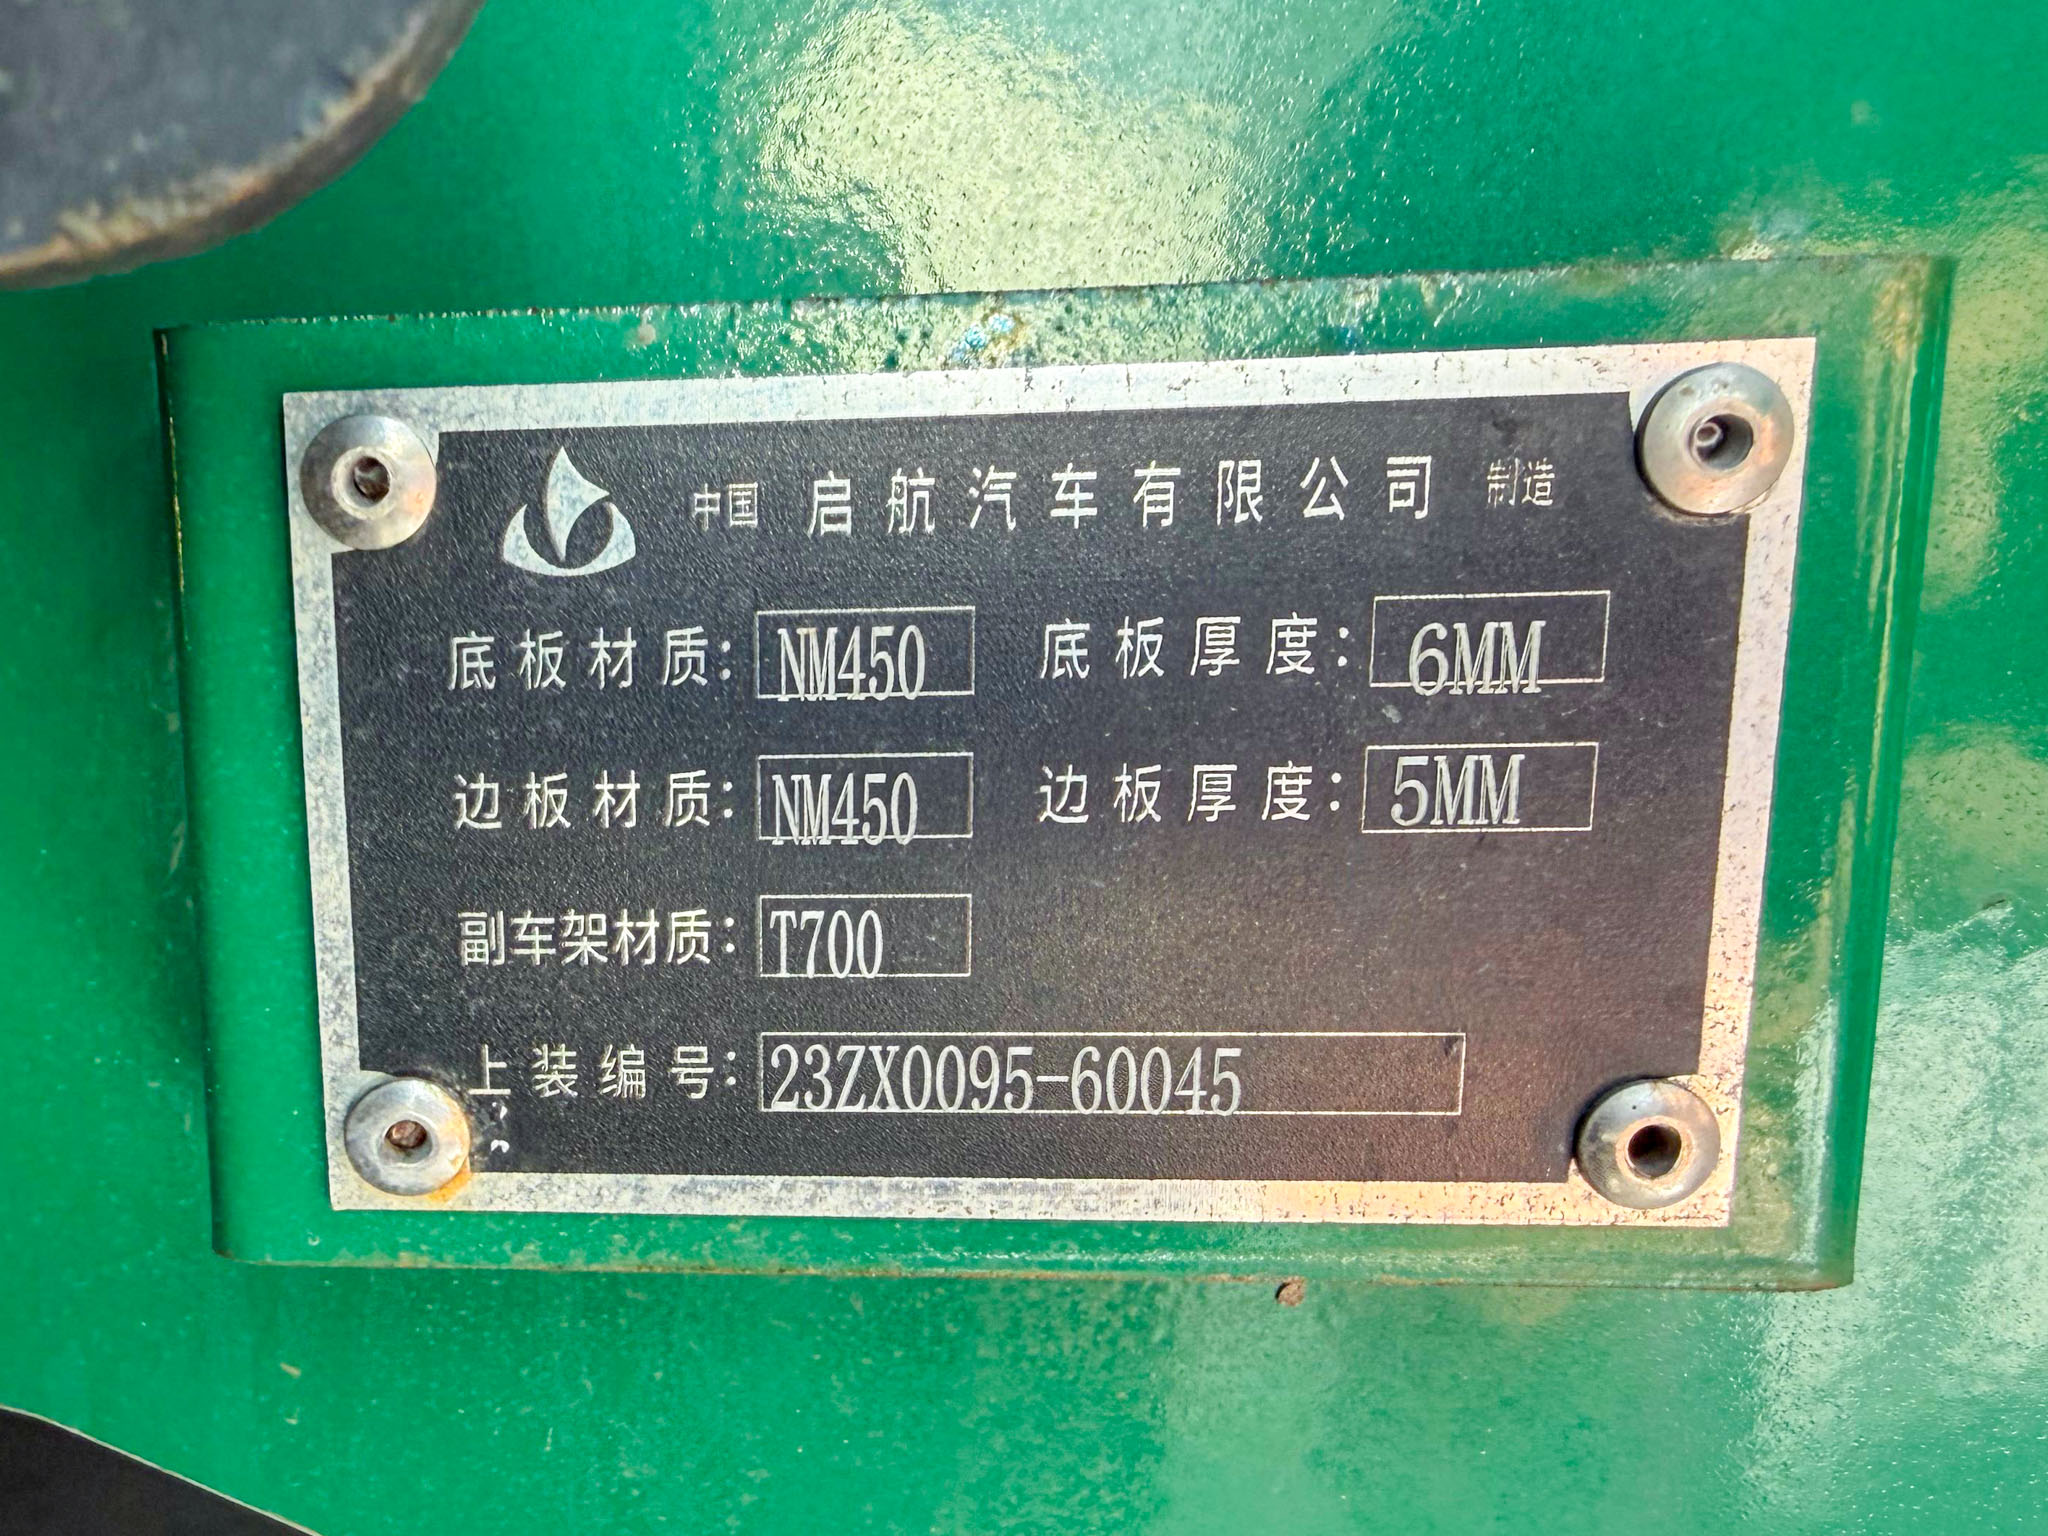 中国 启航汽车有限公司 制造
底板材质：NM450 底板厚度：6MM
边板材质：NM450 边板厚度：5MM
副车架材质：T700
上装编号：23ZX0095-60045